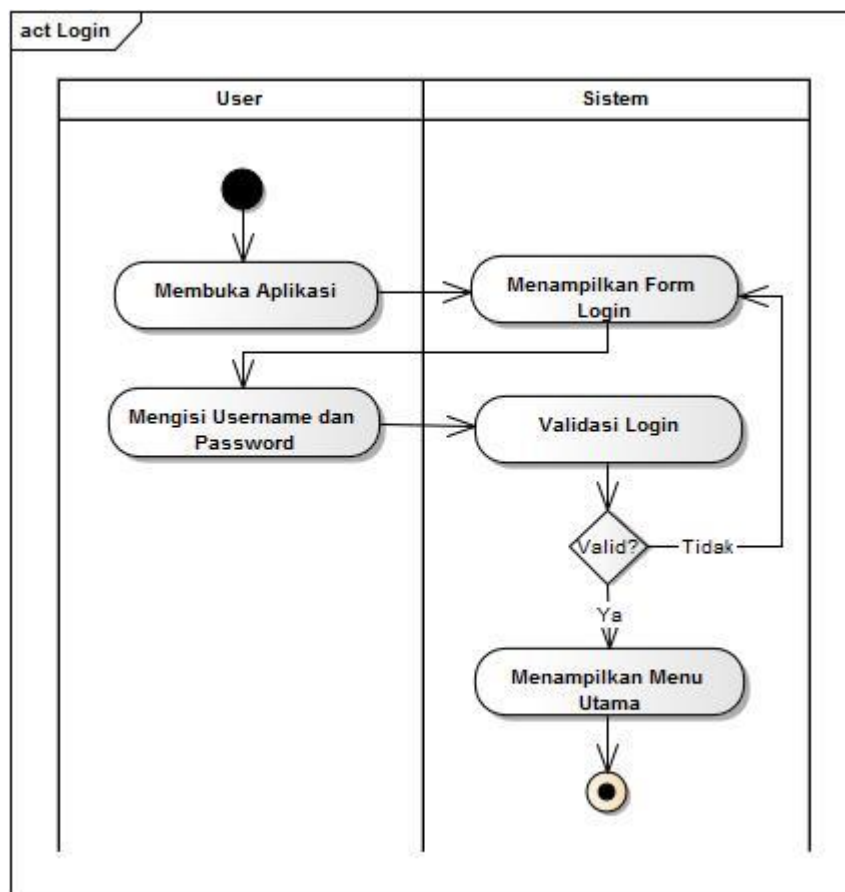 act Login
User
Sistem
Membuka Aplikasi
Menampilkan Form
Login
Mengisi Username dan
Password
Validasi Login
Valid?
Tidak
Ya
Menampilkan Menu
Utama